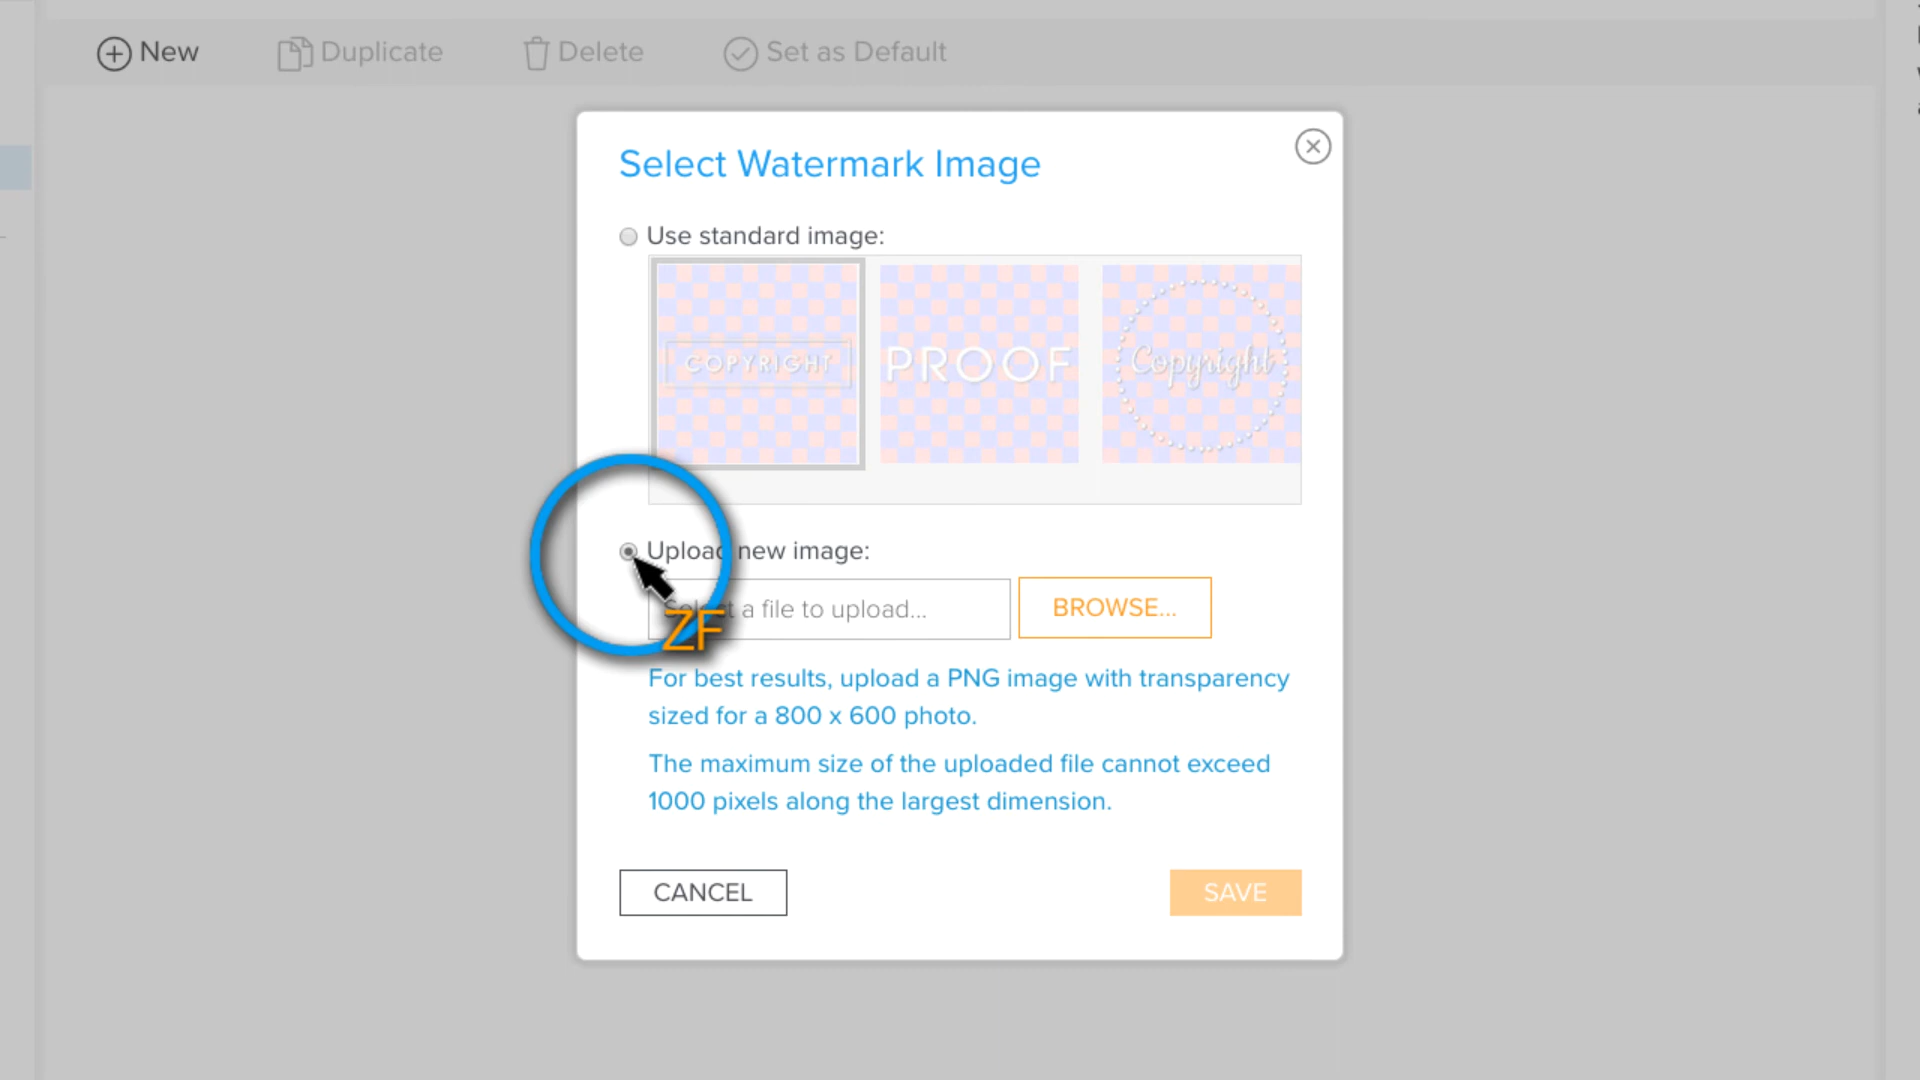 New
Duplicate
Delete
Set as Default
Select Watermark Image
Use standard image:
COPYRIGHT
PROOF
Copyright
Upload new image:
Select a file to upload...
BROWSE...
ZF
For best results, upload a PNG image with transparency
sized for a 800 x 600 photo.
The maximum size of the uploaded file cannot exceed
1000 pixels along the largest dimension.
CANCEL
SAVE